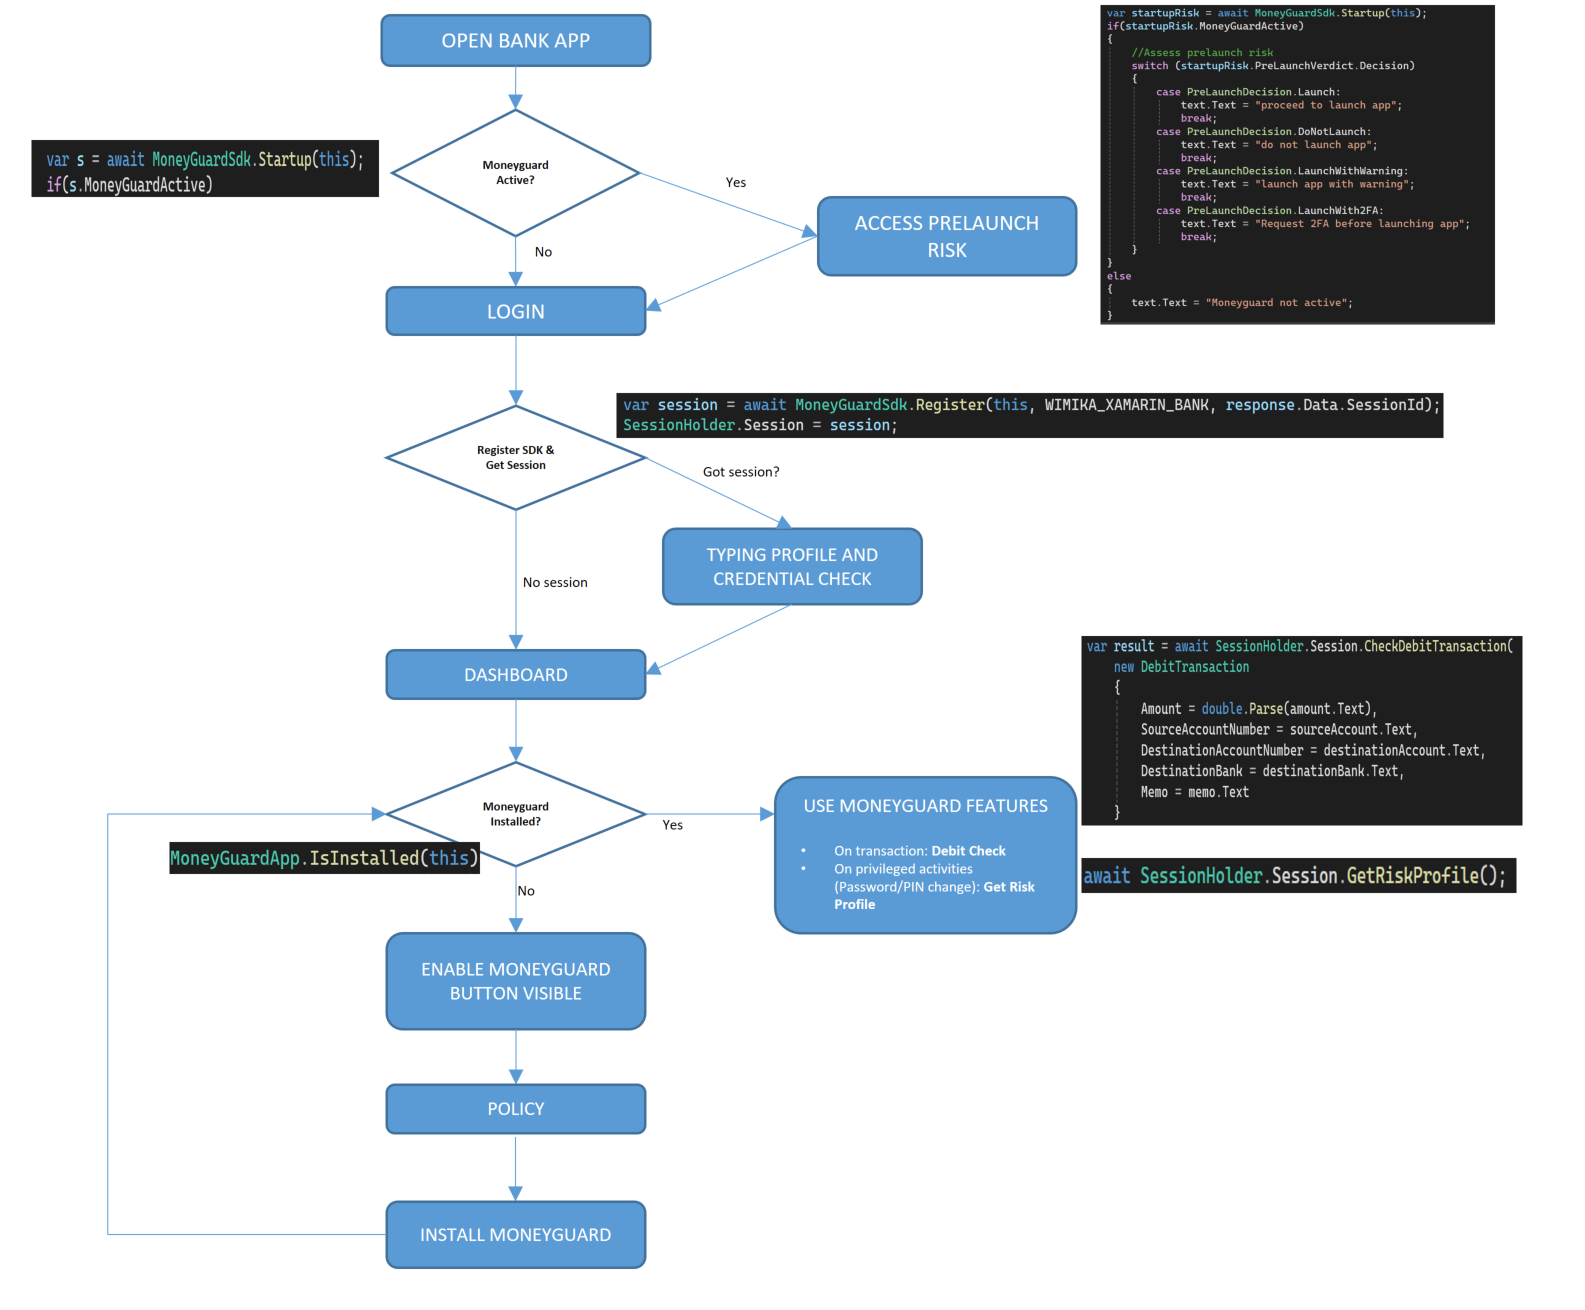 OPEN BANK APP
var s = await MoneyGuardSdk.Startup(this);
if(s.MoneyGuardActive)
Moneyguard
Active?
Yes
No
ACCESS PRELAUNCH
RISK
var startupRisk = await MoneyGuardSdk.Startup(this);
if(startupRisk.MoneyGuardActive)
{
//Assess prelaunch risk
switch (startupRisk.PreLaunchVerdict.Decision)
{
case PreLaunchDecision.Launch:
text.Text = "proceed to launch app";
break;
case PreLaunchDecision.DoNotLaunch:
text.Text = "do not launch app";
break;
case PreLaunchDecision.LaunchWithWarning:
text.Text = "launch app with warning";
break;
case PreLaunchDecision.LaunchWith2FA:
text.Text = "Request 2FA before launching app";
break;
}
}
else
{
text.Text = "Moneyguard not active";
}
LOGIN
var session = await MoneyGuardSdk.Register(this, WIMIKA_XAMARIN_BANK, response.Data.SessionId);
SessionHolder.Session = session;
Register SDK &
Get Session
Got session?
No session
TYPING PROFILE AND
CREDENTIAL CHECK
DASHBOARD
var result = await SessionHolder.Session.CheckDebitTransaction(
new DebitTransaction
{
Amount = double.Parse(amount.Text),
SourceAccountNumber = sourceAccount.Text,
DestinationAccountNumber = destinationAccount.Text,
DestinationBank = destinationBank.Text,
Memo = memo.Text
}
Moneyguard
Installed?
Yes
MoneyGuardApp.IsInstalled(this)
No
USE MONEYGUARD FEATURES
• On transaction: Debit Check
• On privileged activities
(Password/PIN change): Get Risk
Profile
await SessionHolder.Session.GetRiskProfile();
ENABLE MONEYGUARD
BUTTON VISIBLE
POLICY
INSTALL MONEYGUARD